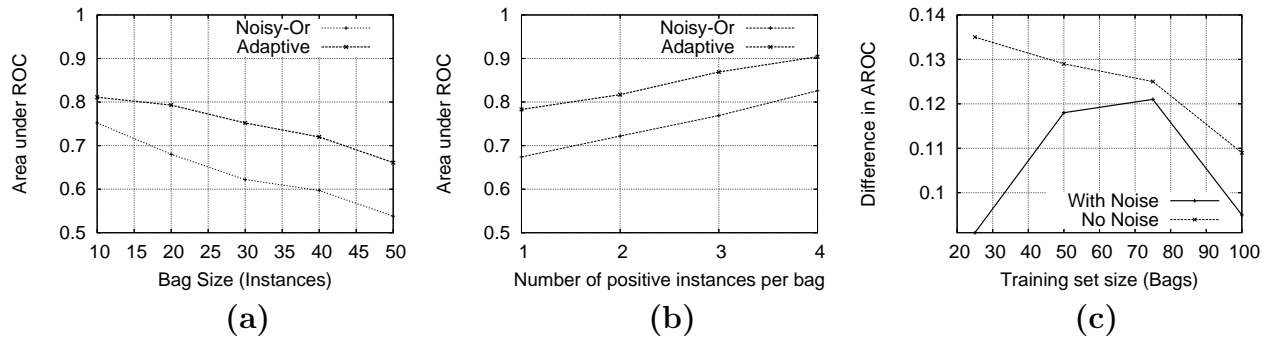 1
0.9
0.8
0.7
0.6
0.5
Area under ROC
Noisy-Or
Adaptive
10 15 20 25 30 35 40 45 50
Bag Size (Instances)
(a)
1
0.9
0.8
0.7
0.6
0.5
Area under ROC
Noisy-Or
Adaptive
1 2 3 4
Number of positive instances per bag
(b)
0.14
0.13
0.12
0.11
0.1
Difference in AROC
With Noise
No Noise
20 30 40 50 60 70 80 90 100
Training set size (Bags)
(c)